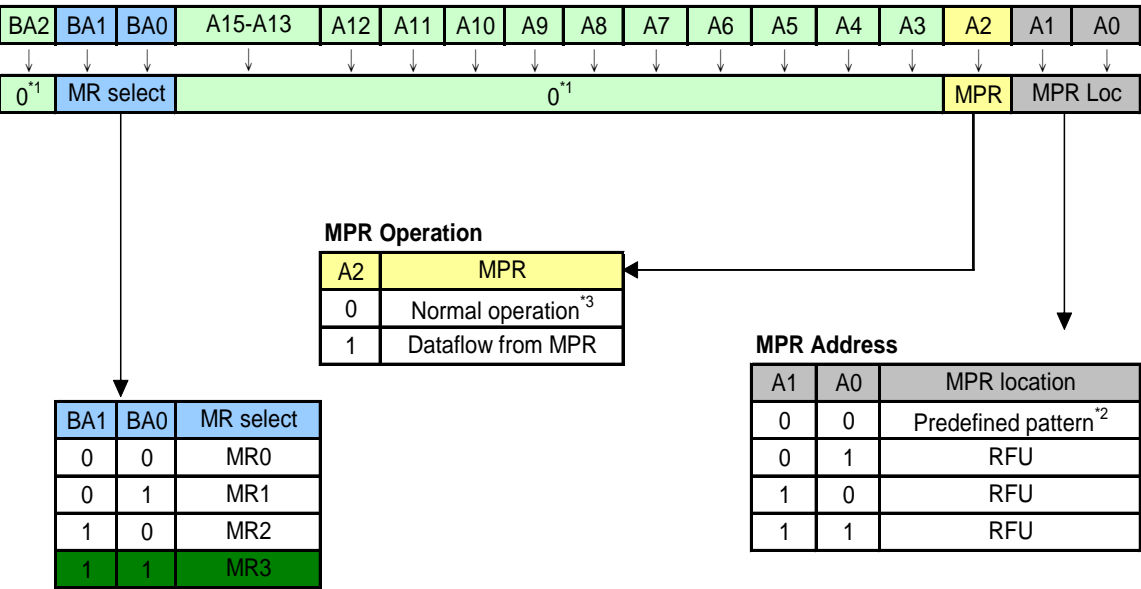 BA2 BA1 BA0 A15-A13 A12 A11 A10 A9 A8 A7 A6 A5 A4 A3 A2 A1 A0
0*1 MR select 0*1 MPR MPR Loc
MPR Operation
A2 MPR
0 Normal operation*3
1 Dataflow from MPR
MPR Address
A1 A0 MPR location
0 0 Predefined pattern*2
0 1 RFU
1 0 RFU
1 1 RFU
BA1 BA0 MR select
0 0 MR0
0 1 MR1
1 0 MR2
1 1 MR3